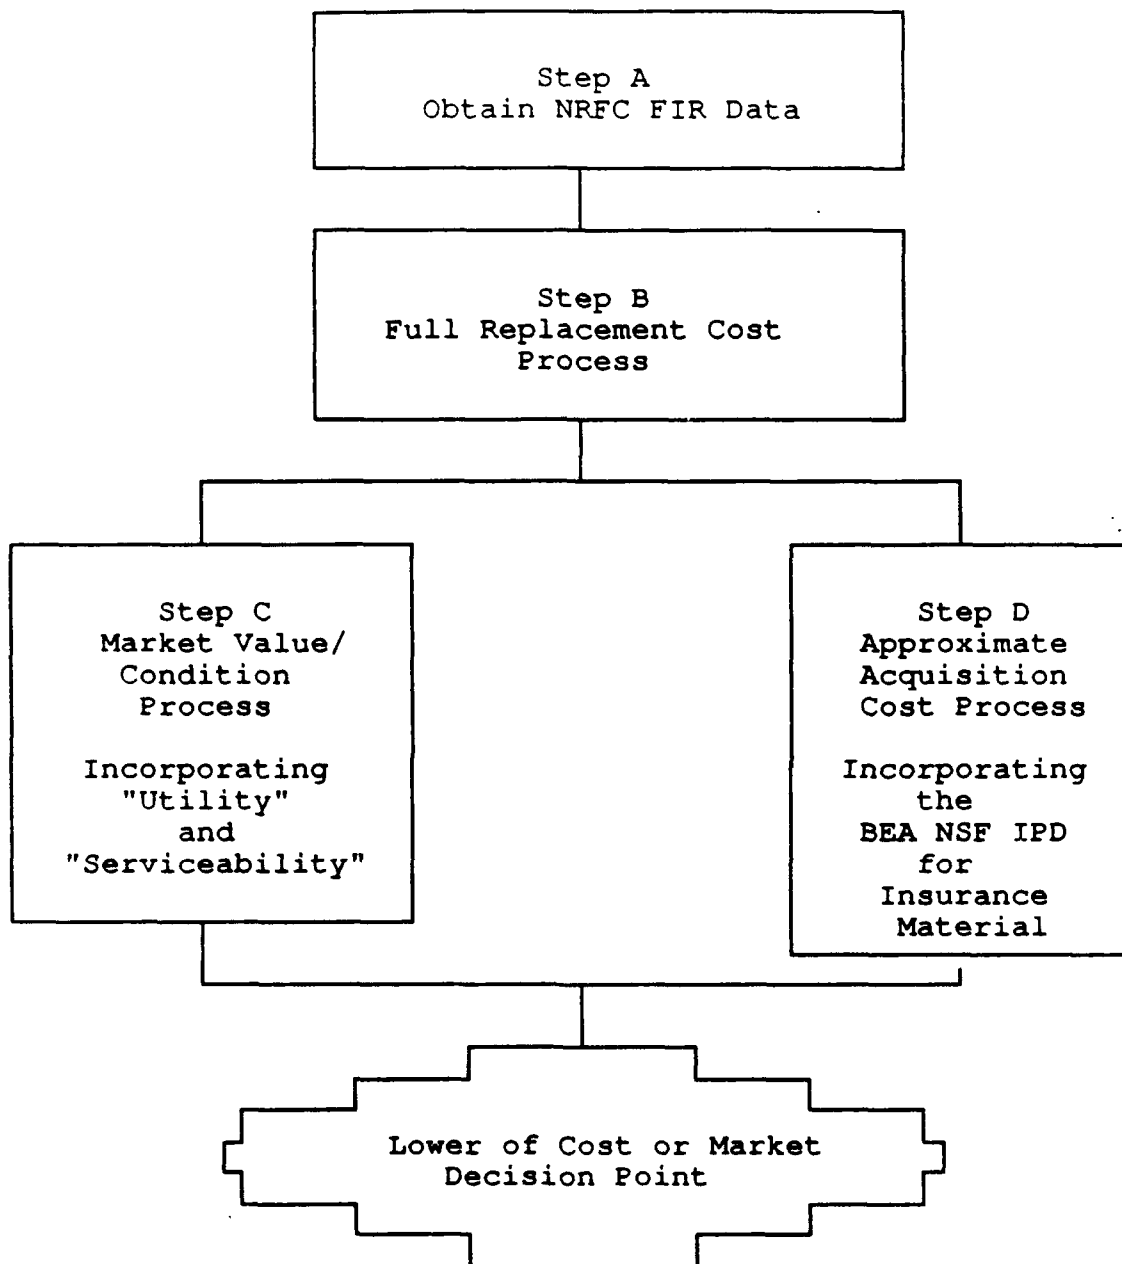 Step A
Obtain NRFC FIR Data
Step B
Full Replacement Cost
Process
Step C
Market Value/
Condition
Process
Incorporating
"Utility"
and
"Serviceability"
Step D
Approximate
Acquisition
Cost Process
Incorporating
the
BEA NSF IPD
for
Insurance
Material
Lower of Cost or Market
Decision Point